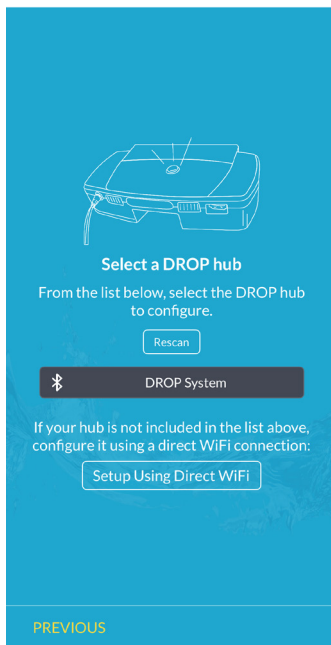 Select a DROP hub
From the list below, select the DROP hub
to configure.
Rescan
DROP System
If your hub is not included in the list above,
configure it using a direct WiFi connection:
Setup Using Direct WiFi
PREVIOUS